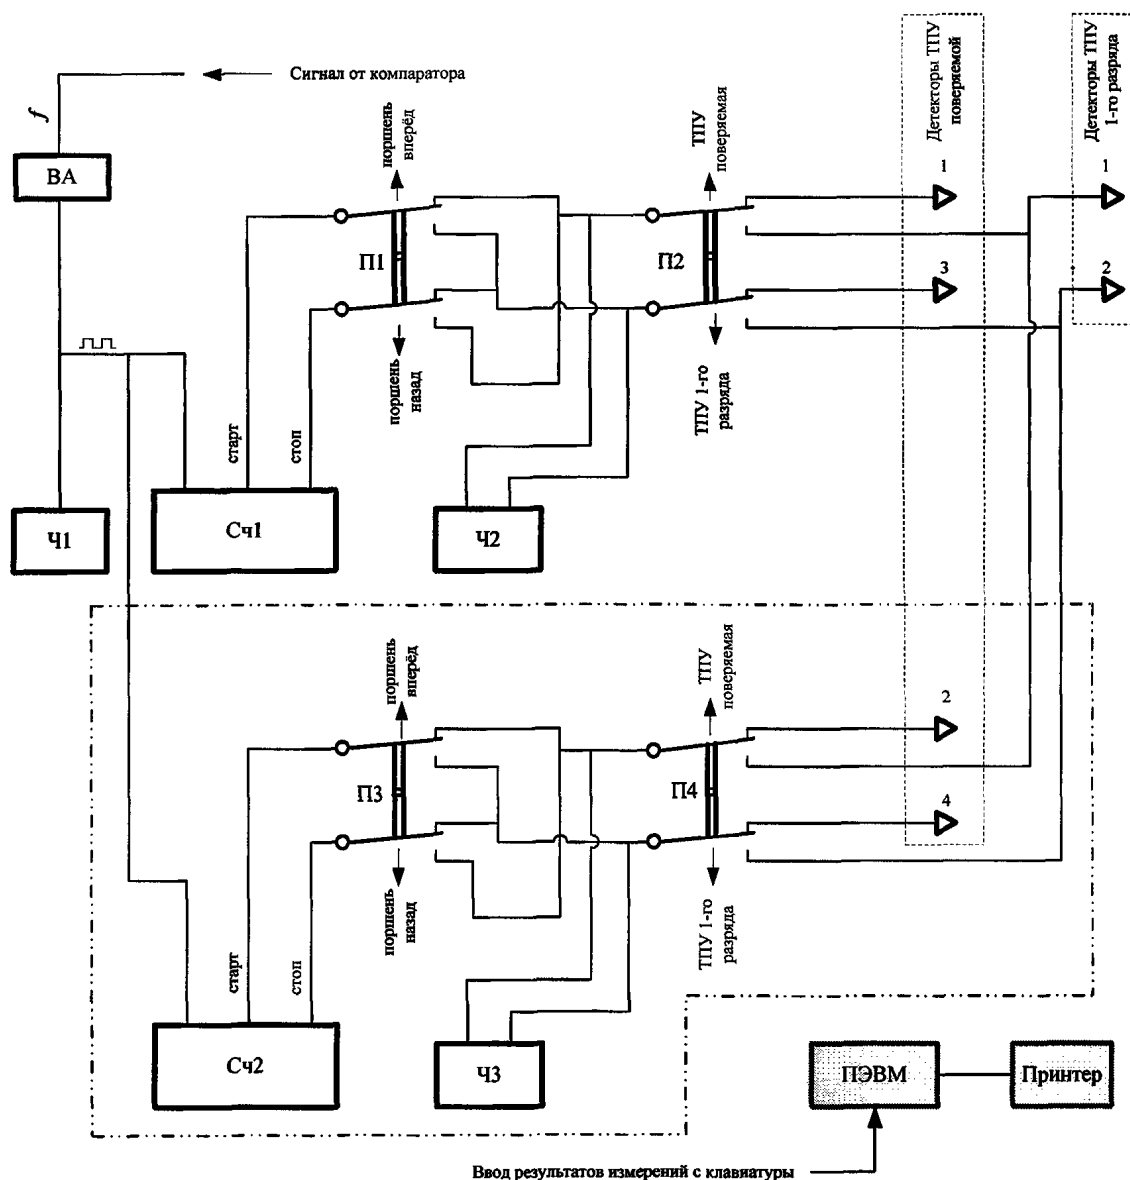 Сигнал от компаратора
f
ВА
Ч1
Сч1
старт
стоп
П1
поршень
вперёд
поршень
назад
Ч2
П2
ТПУ
поверяемая
ТПУ 1-го
разряда
Детекторы ТПУ
поверяемой
1
3
Детекторы ТПУ
1-го разряда
1
2
Сч2
старт
стоп
П3
поршень
вперёд
поршень
назад
Ч3
П4
ТПУ
поверяемая
ТПУ 1-го
разряда
2
4
ПЭВМ
Принтер
Ввод результатов измерений с клавиатуры